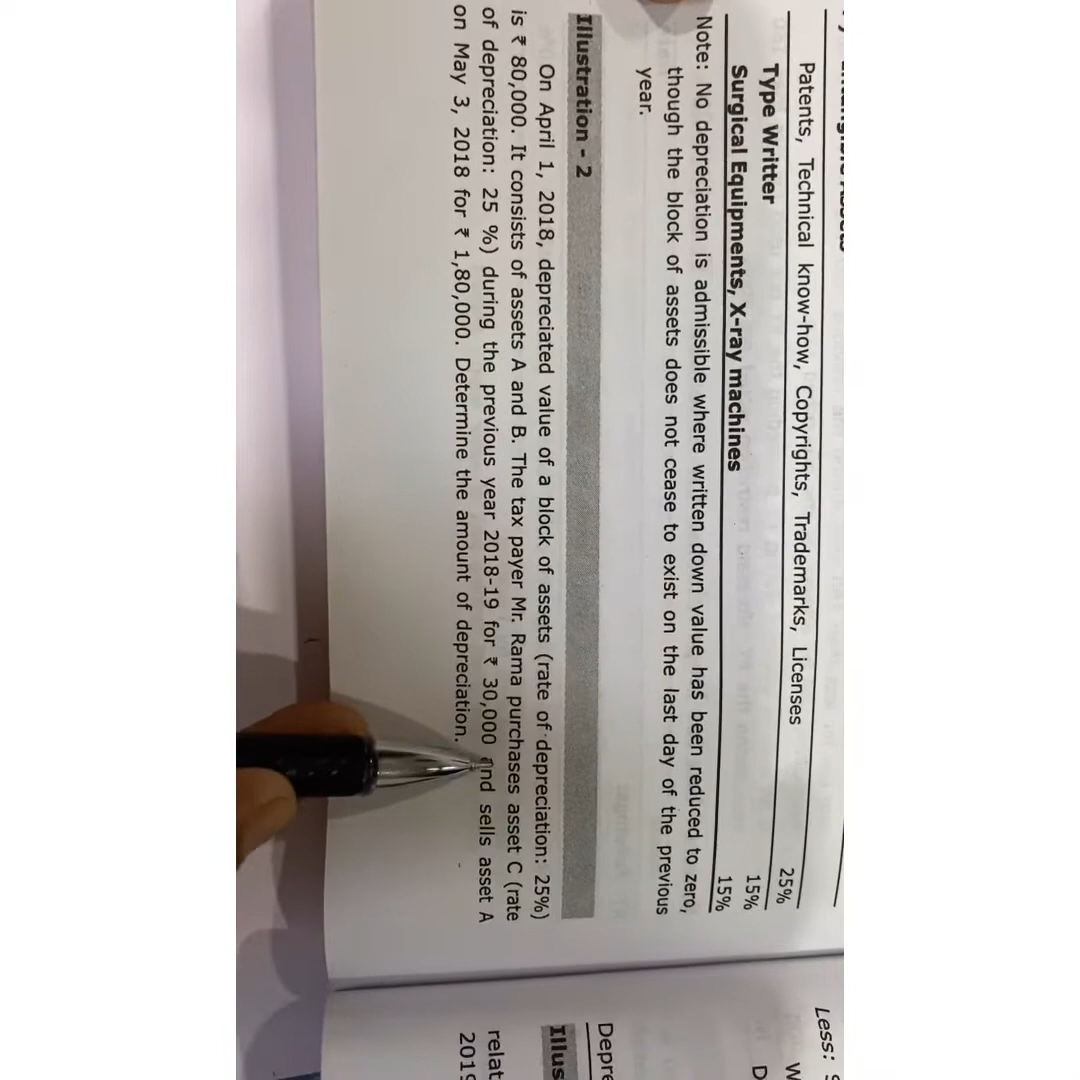 Patents, Technical know-how, Copyrights, Trademarks, Licenses 25%
Type Writter 15%
Surgical Equipments, X-ray machines 15%
Note: No depreciation is admissible where written down value has been reduced to zero,
though the block of assets does not cease to exist on the last day of the previous
year.
Illustration - 2
On April 1, 2018, depreciated value of a block of assets (rate of depreciation: 25%)
is ₹ 80,000. It consists of assets A and B. The tax payer Mr. Rama purchases asset C (rate
of depreciation: 25 %) during the previous year 2018-19 for ₹ 30,000 and sells asset A
on May 3, 2018 for ₹ 1,80,000. Determine the amount of depreciation.
Less:
Depre
Illus
relat
2019